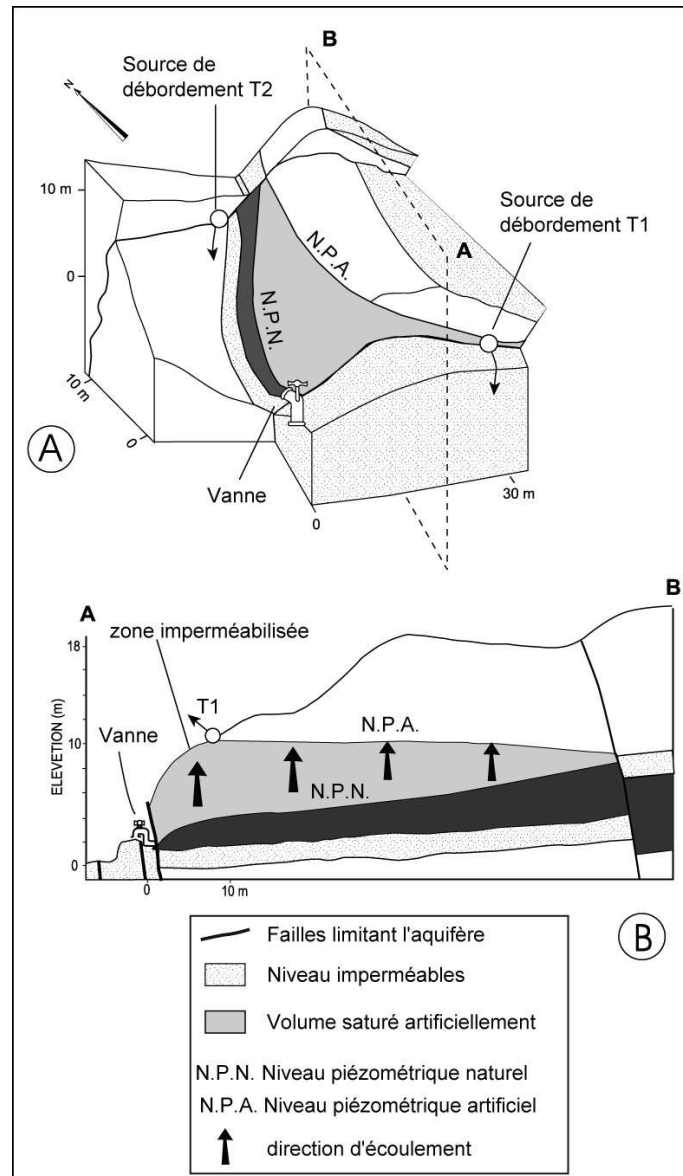 B
Source de
débordement T2
N
10 m
Source de
débordement T1
A
N.P.A.
0
N.P.N.
10 m
0
A
Vanne
0
30 m
A
B
zone imperméabilisée
18
T1
N.P.A.
Vanne
ELEVETION (m)
10
N.P.N.
0
0
10 m
B
Failles limitant l'aquifère
Niveau imperméables
Volume saturé artificiellement
N.P.N. Niveau piézométrique naturel
N.P.A. Niveau piézométrique artificiel
direction d'écoulement